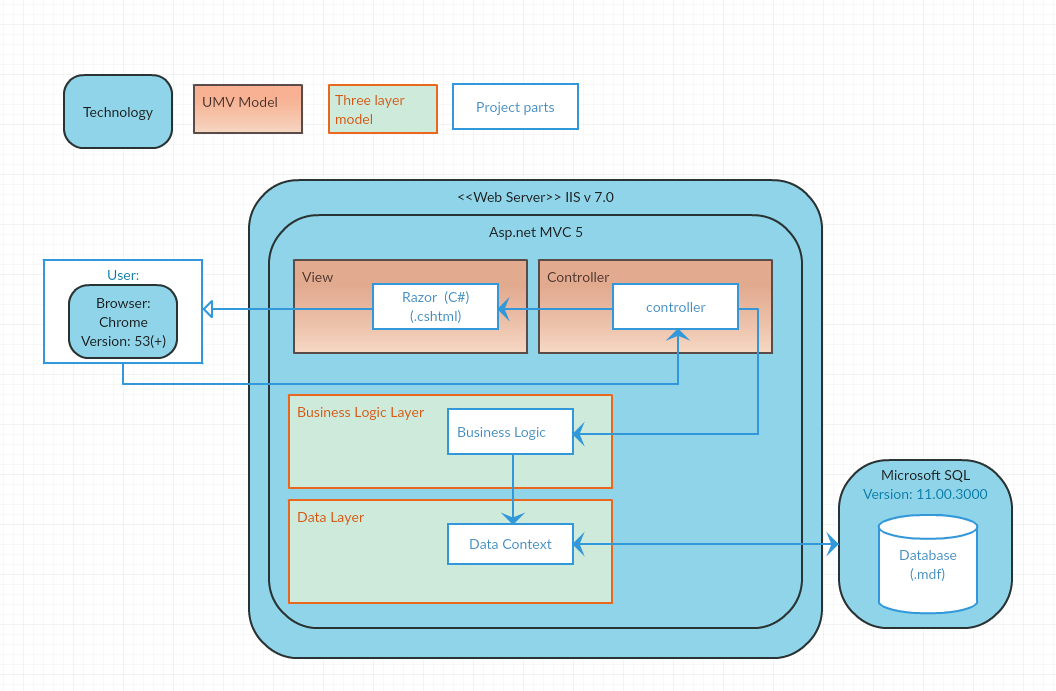 Technology
UMV Model
Three layer
model
Project parts
<<Web Server>> IIS v 7.0
Asp.net MVC 5
User:
Browser:
Chrome
Version: 53(+)
View
Razor (C#)
(.cshtml)
Controller
controller
Business Logic Layer
Business Logic
Data Layer
Data Context
Microsoft SQL
Version: 11.00.3000
Database
(.mdf)